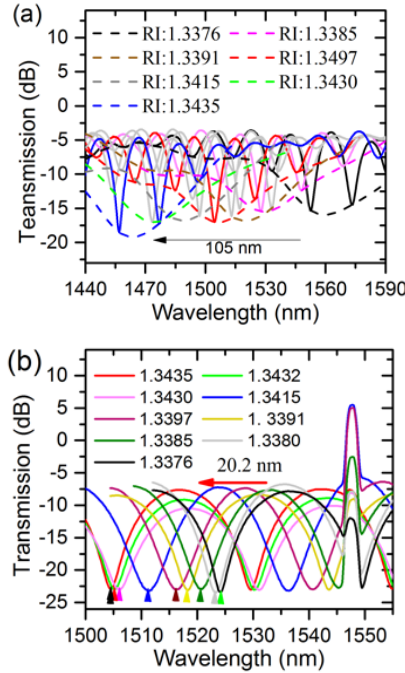 (a)
RI:1.3376 RI:1.3385
RI:1.3391 RI:1.3497
RI:1.3415 RI:1.3430
RI:1.3435
105 nm
Teansmission (dB)
10
5
0
-5
-10
-15
-20
1440 1470 1500 1530 1560 1590
Wavelength (nm)
(b)
1.3435 1.3432
1.3430 1.3415
1.3397 1. 3391
1.3385 1.3380
1.3376
20.2 nm
Transmission (dB)
15
10
5
0
-5
-10
-15
-20
-25
1500 1510 1520 1530 1540 1550
Wavelength (nm)